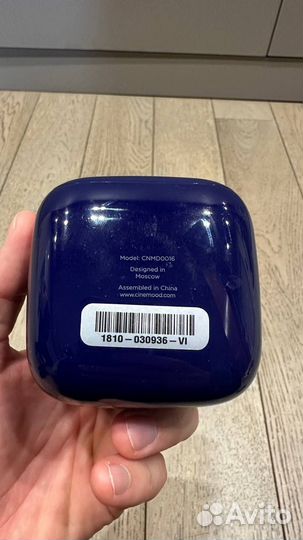 Model: CNMD0016
Designed in
Moscow
Assembled in China
www.cinemood.com
1810-030936-VI
Avito